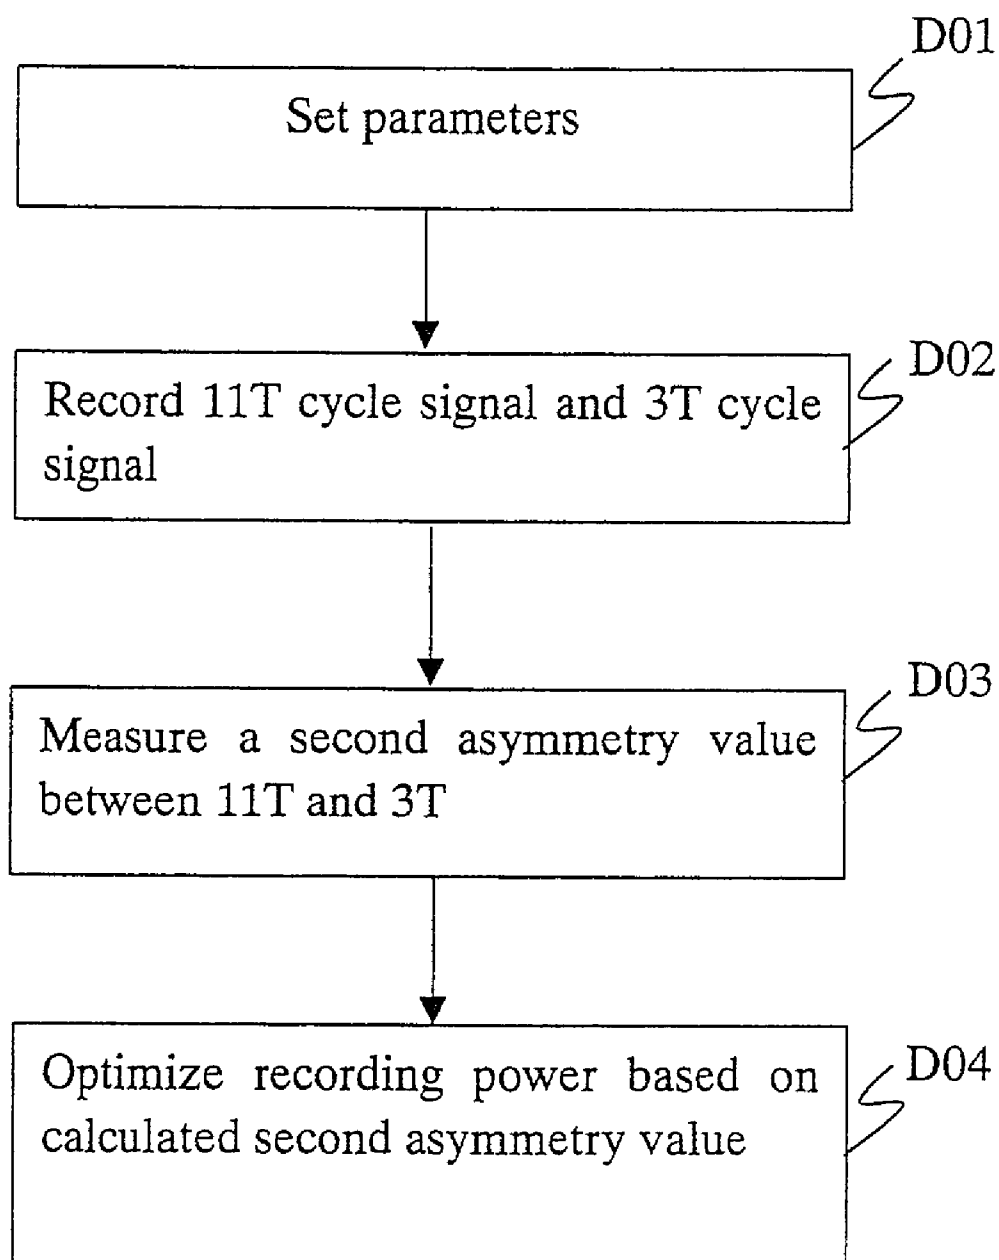 D01
Set parameters
D02
Record 11T cycle signal and 3T cycle
signal
D03
Measure a second asymmetry value
between 11T and 3T
D04
Optimize recording power based on
calculated second asymmetry value